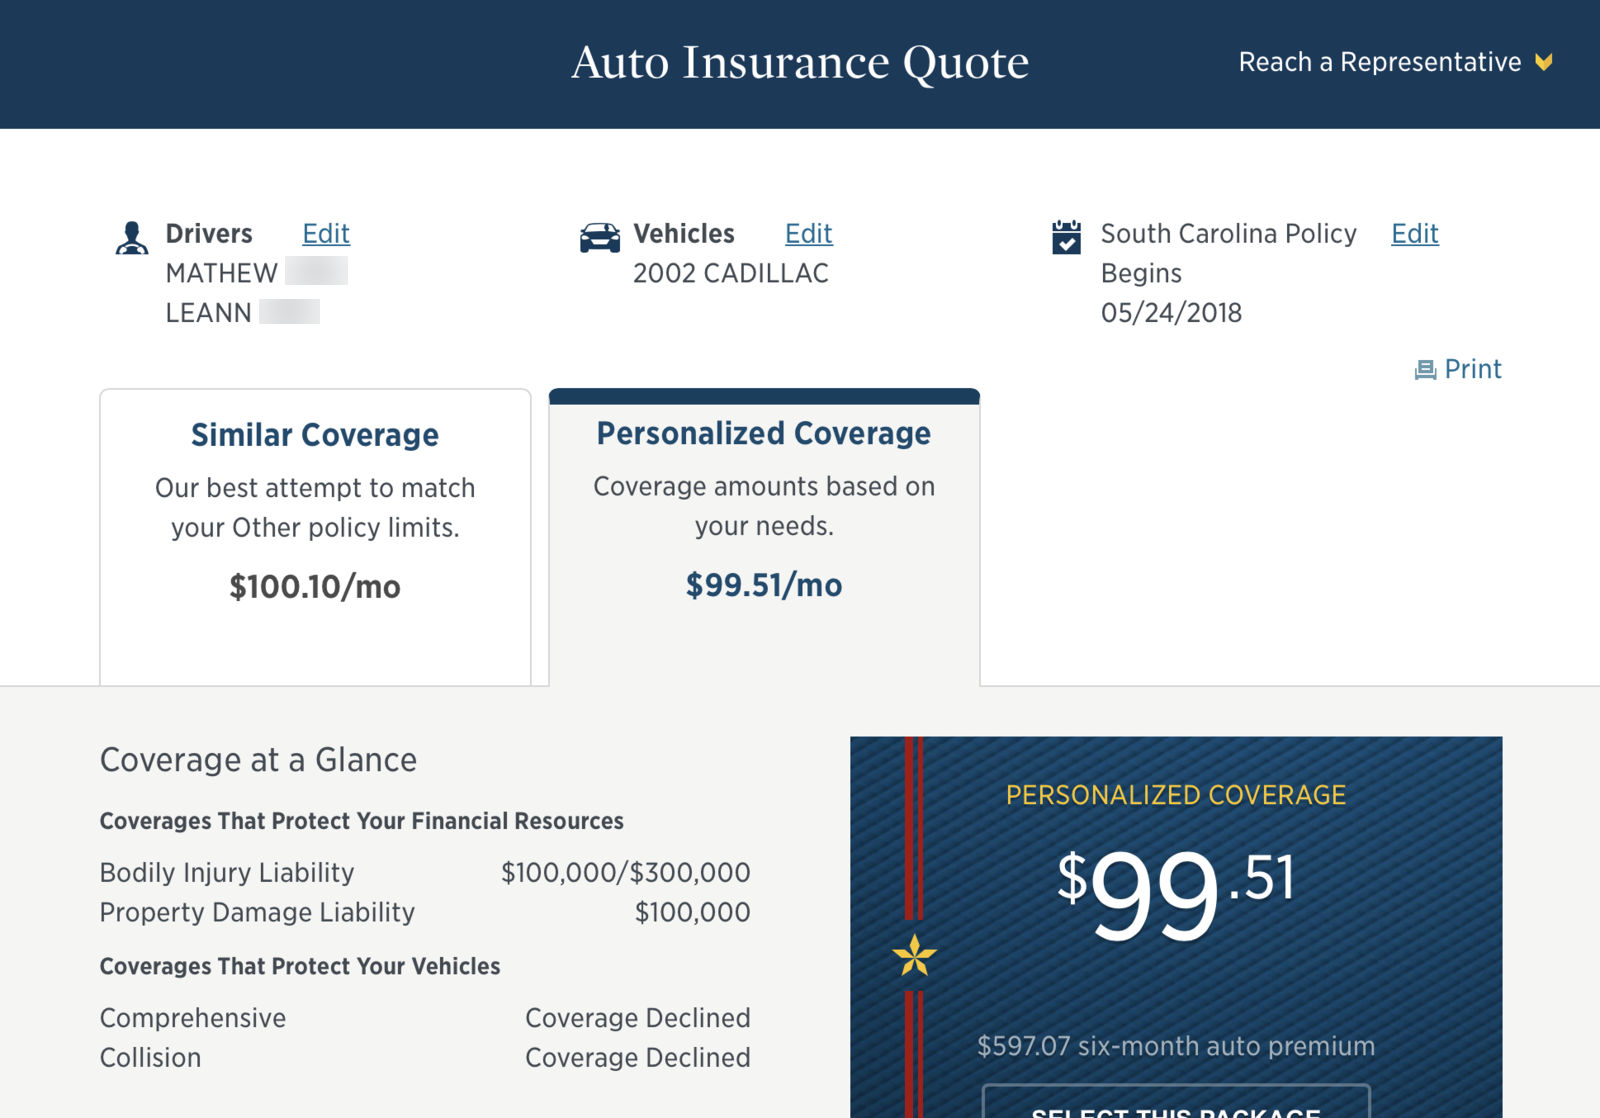 Auto Insurance Quote
Reach a Representative
Drivers Edit
MATHEW
LEANN
Vehicles Edit
2002 CADILLAC
South Carolina Policy Edit
Begins
05/24/2018
Print
Similar Coverage
Our best attempt to match
your Other policy limits.
$100.10/mo
Personalized Coverage
Coverage amounts based on
your needs.
$99.51/mo
Coverage at a Glance
Coverages That Protect Your Financial Resources
Bodily Injury Liability $100,000/$300,000
Property Damage Liability $100,000
Coverages That Protect Your Vehicles
Comprehensive Coverage Declined
Collision Coverage Declined
PERSONALIZED COVERAGE
$99.51
$597.07 six-month auto premium
SELECT THIS PACKAGE